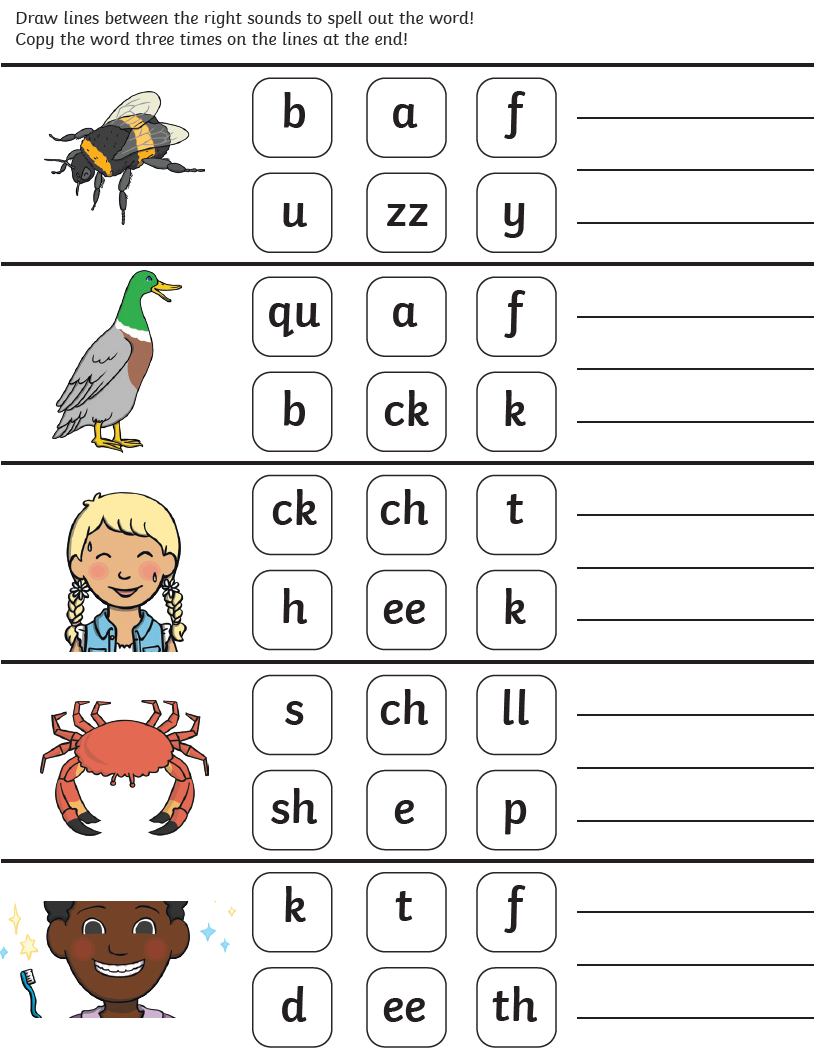 Draw lines between the right sounds to spell out the word!
Copy the word three times on the lines at the end!
b a f
u zz y
qu a f
b ck k
ck ch t
h ee k
s ch ll
sh e p
k t f
d ee th